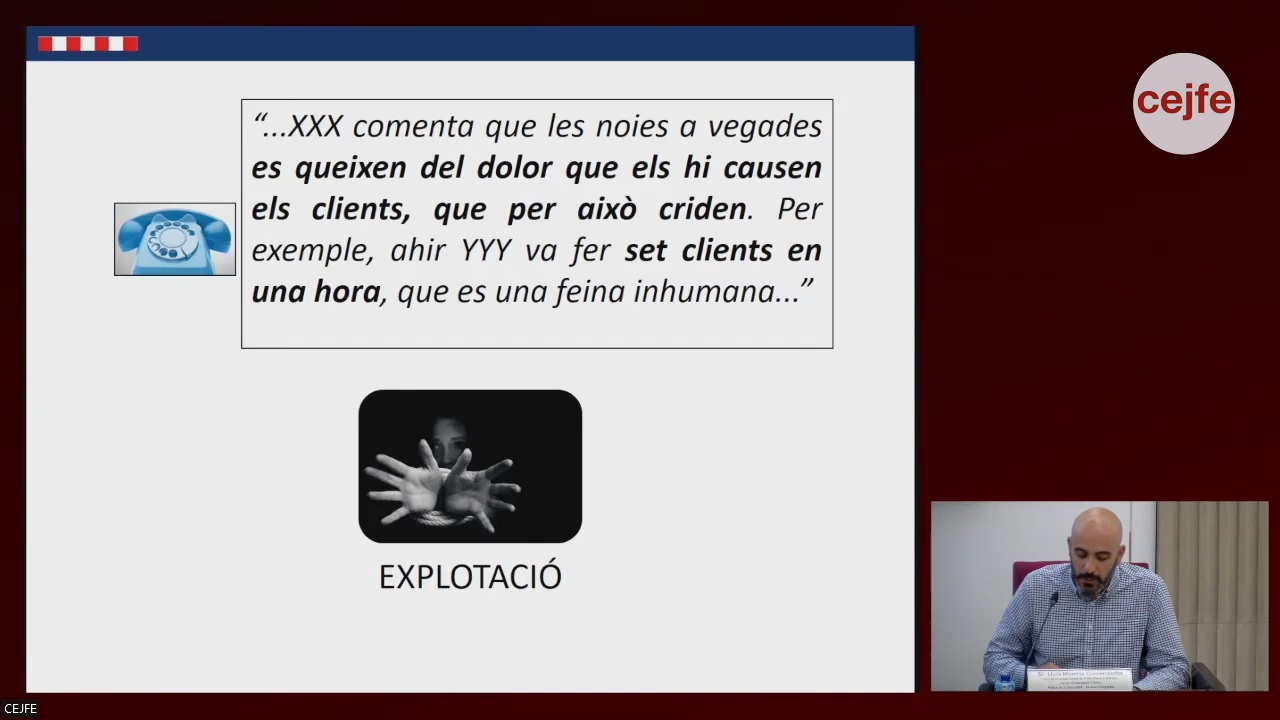 cejfe
“...XXX comenta que les noies a vegades
es queixen del dolor que els hi causen
els clients, que per això criden. Per
exemple, ahir YYY va fer set clients en
una hora, que es una feina inhumana...”
EXPLOTACIÓ
CEJFE